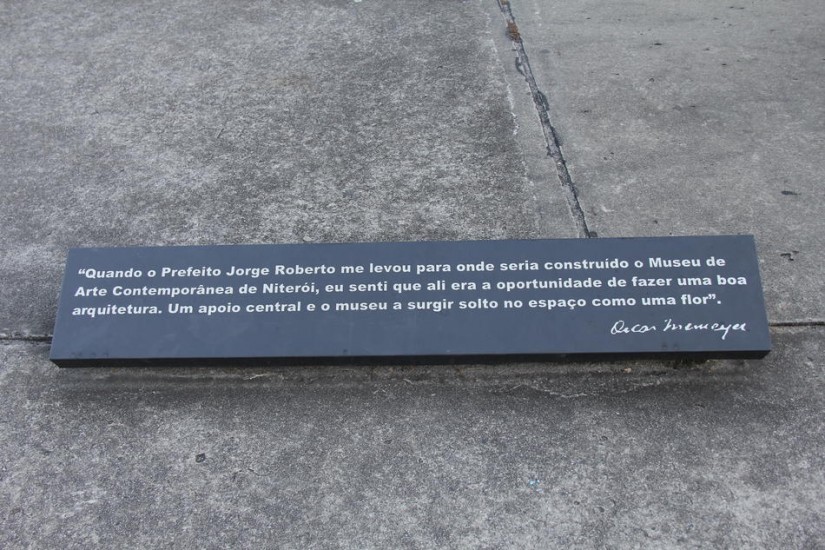 “Quando o Prefeito Jorge Roberto me levou para onde seria construído o Museu de
Arte Contemporânea de Niterói, eu senti que ali era a oportunidade de fazer uma boa
arquitetura. Um apoio central e o museu a surgir solto no espaço como uma flor”.
Oscar Niemeyer